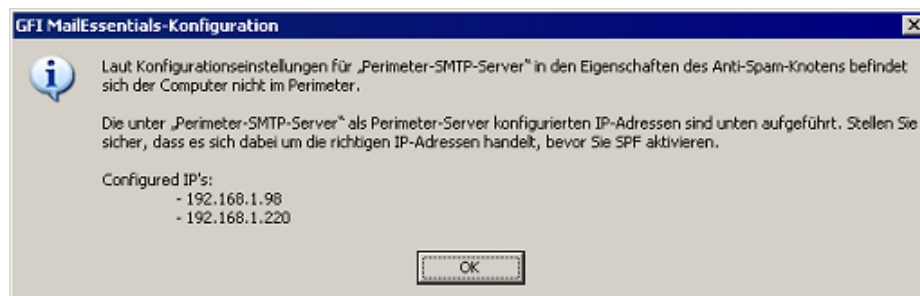 GFI MailEssentials-Konfiguration
Laut Konfigurationseinstellungen für „Perimeter-SMTP-Server“ in den Eigenschaften des Anti-Spam-Knotens befindet
sich der Computer nicht im Perimeter.
Die unter „Perimeter-SMTP-Server“ als Perimeter-Server konfigurierten IP-Adressen sind unten aufgeführt. Stellen Sie
sicher, dass es sich dabei um die richtigen IP-Adressen handelt, bevor Sie SPF aktivieren.
Configured IP's:
- 192.168.1.98
- 192.168.1.220
OK